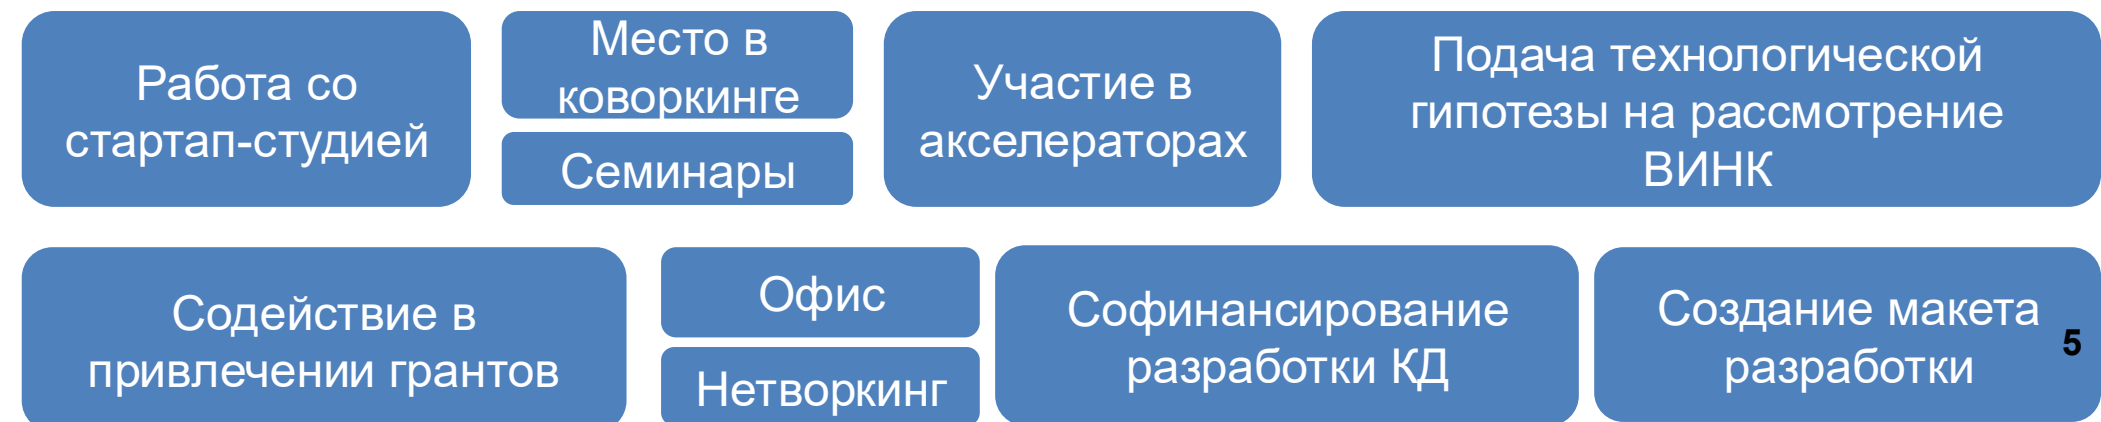 Работа со
стартап-студией
Место в
коворкинге
Семинары
Участие в
акселераторах
Подача технологической
гипотезы на рассмотрение
ВИНК
Содействие в
привлечении грантов
Офис
Нетворкинг
Софинансирование
разработки КД
Создание макета
разработки
5